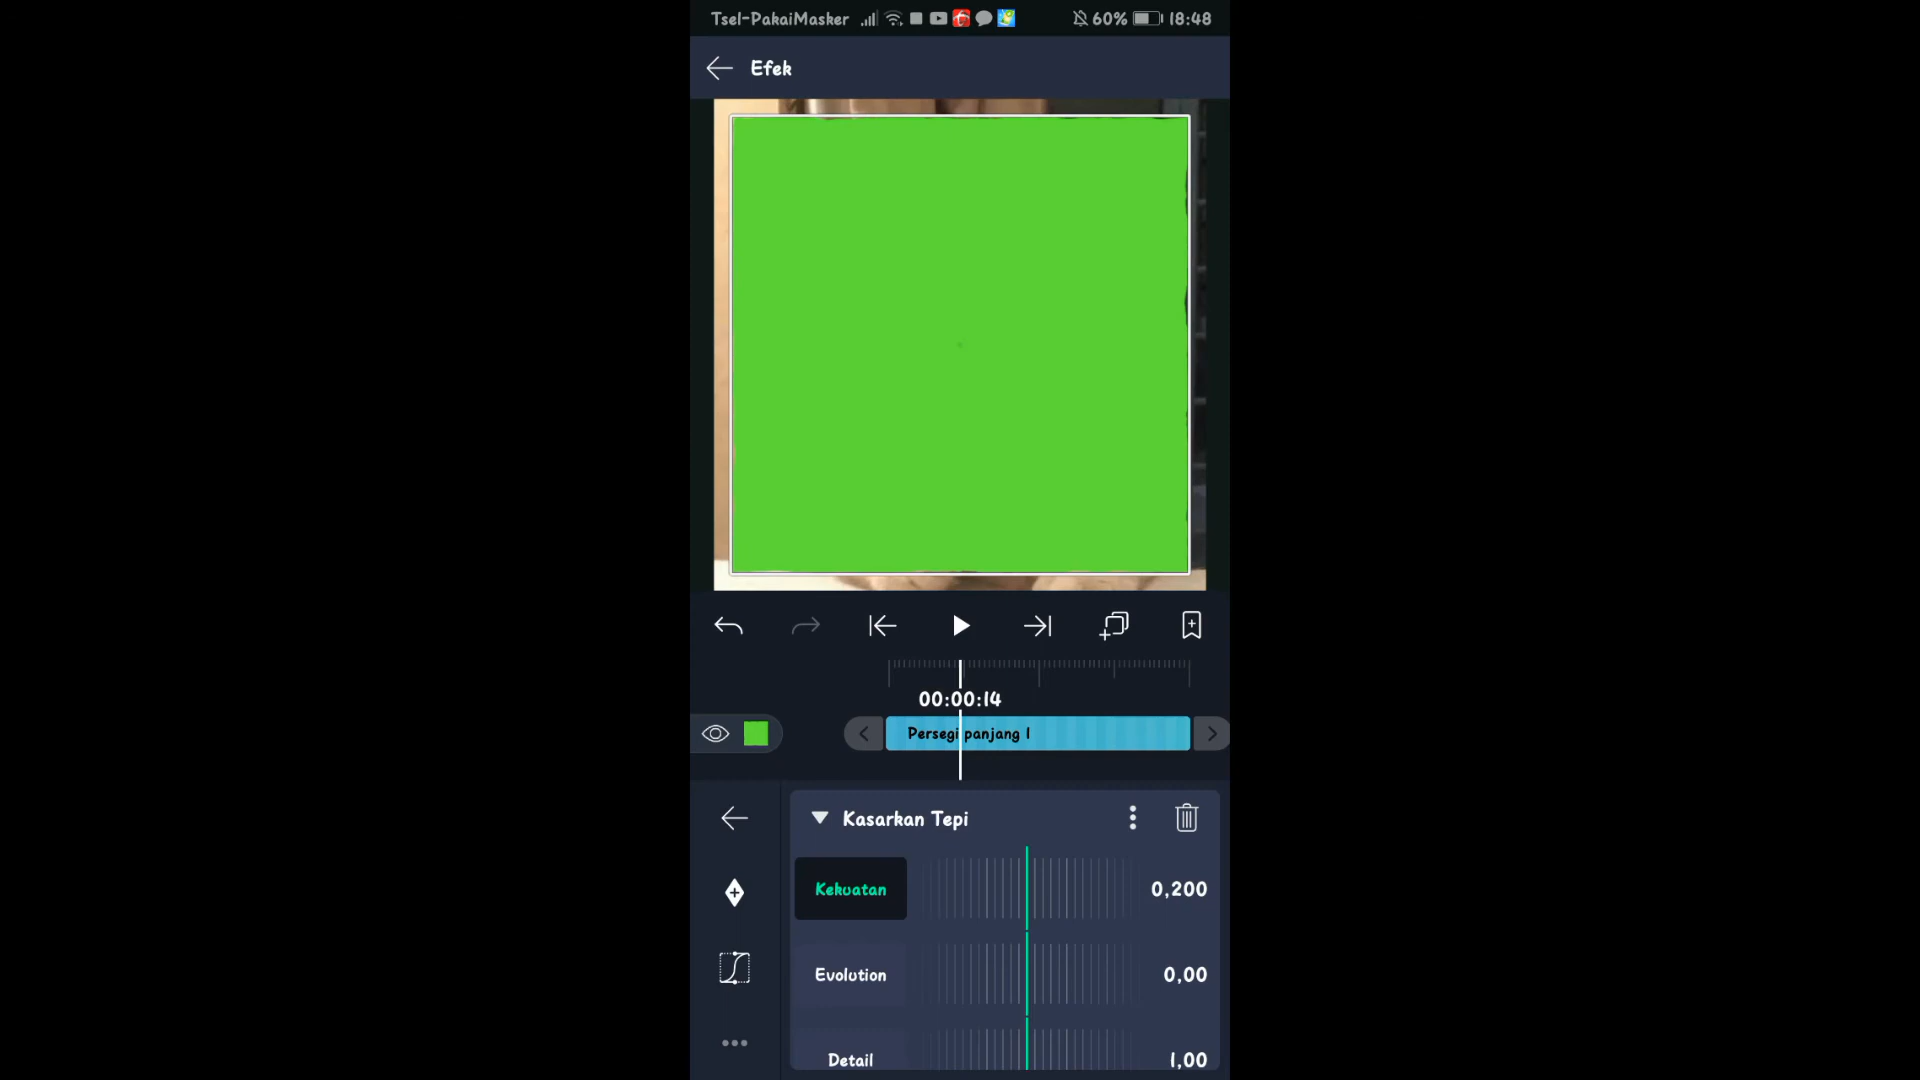 Tsel-PakaiMasker 60% 18:48
Efek
00:00:14
Persegi panjang 1
Kasarkan Tepi
Kekuatan 0,200
Evolution 0,00
Detail 1,00